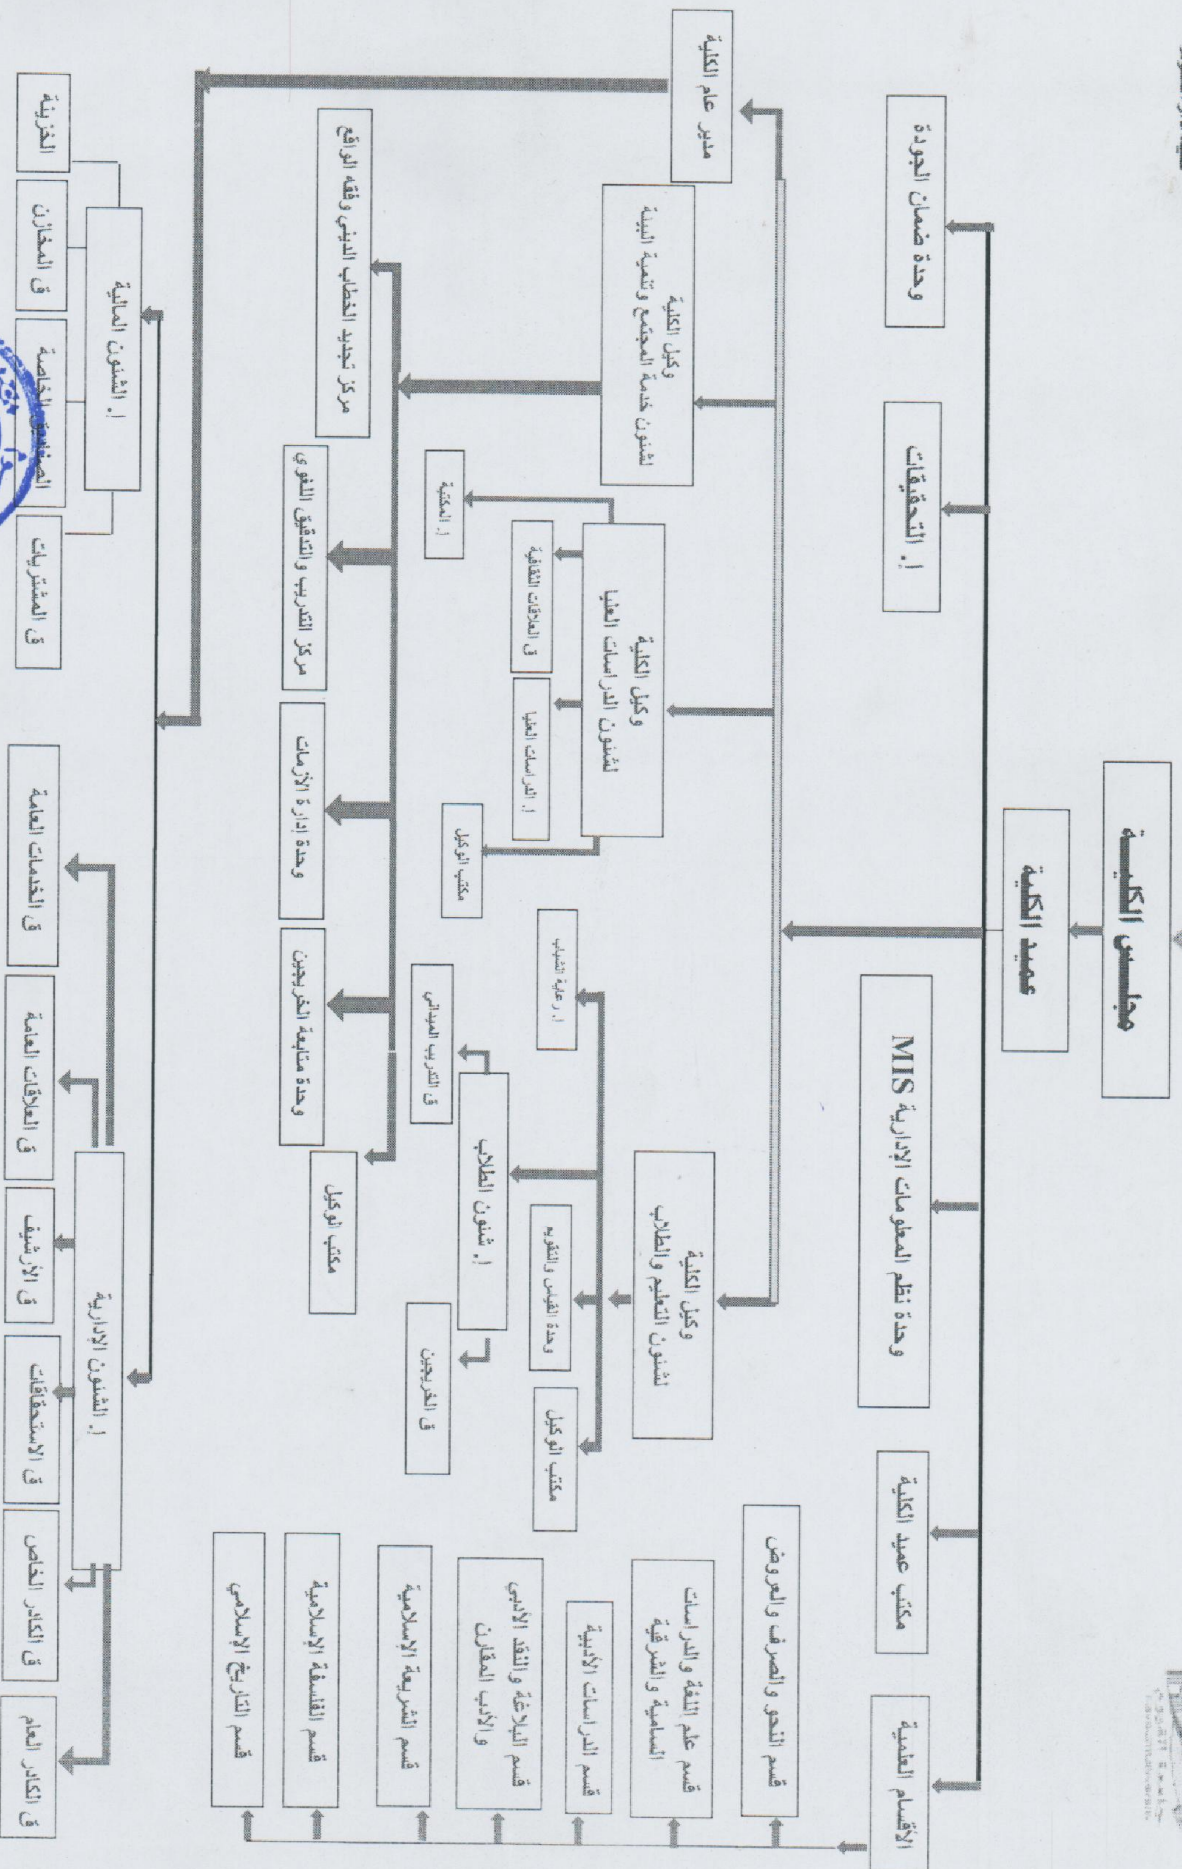 مجلس الكلية
عميد الكلية
وحدة ضمان الجودة
إ. التحقيقات
وحدة نظم المعلومات الإدارية MIS
مكتب عميد الكلية
الأقسام العلمية
قسم النحو والصرف والعروض
قسم علم اللغة والدراسات
السامية والشرقية
قسم الدراسات الأدبية
قسم البلاغة والنقد الأدبي
والأدب المقارن
قسم الشريعة الإسلامية
قسم الفلسفة الإسلامية
قسم التاريخ الإسلامي
مدير عام الكلية
وكيل الكلية
لشئون خدمة المجتمع وتنمية البيئة
وكيل الكلية
لشئون الدراسات العليا
وكيل الكلية
لشئون التعليم والطلاب
إ. المكتبة
ق العلاقات الثقافية
إ. الدراسات العليا
مكتب الوكيل
إ. رعاية الشباب
إ. شئون الطلاب
وحدة القياس والتقويم
مكتب الوكيل
ق التدريب الميداني
ق الخريجين
مركز تجديد الخطاب الديني وفقه الواقع
مركز التدريب والتدقيق اللغوي
وحدة إدارة الأزمات
وحدة متابعة الخريجين
مكتب الوكيل
إ. الشئون المالية
الخزينة
ق المخازن
الصناديق الخاصة
ق المشتريات
إ. الشئون الإدارية
ق الخدمات العامة
ق العلاقات العامة
ق الأرشيف
ق الاستحقاقات
ق الكادر الخاص
ق الكادر العام